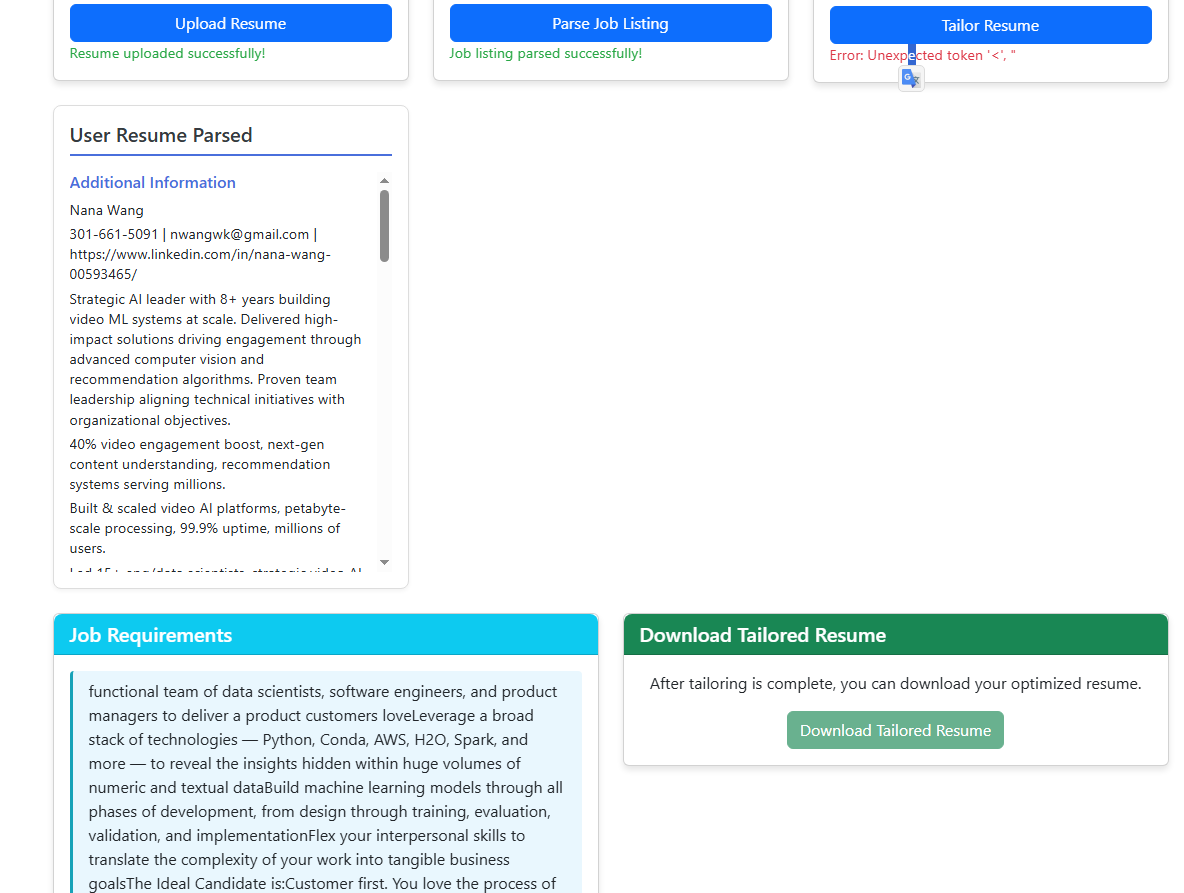 Upload Resume
Resume uploaded successfully!
Parse Job Listing
Job listing parsed successfully!
Tailor Resume
Error: Unexpected token '<', "
User Resume Parsed
Additional Information
Nana Wang
301-661-5091 | nwangwk@gmail.com |
https://www.linkedin.com/in/nana-wang-
00593465/
Strategic AI leader with 8+ years building
video ML systems at scale. Delivered high-
impact solutions driving engagement through
advanced computer vision and
recommendation algorithms. Proven team
leadership aligning technical initiatives with
organizational objectives.
40% video engagement boost, next-gen
content understanding, recommendation
systems serving millions.
Built & scaled video AI platforms, petabyte-
scale processing, 99.9% uptime, millions of
users.
Led 15+ eng/data scientists, strategic video AI
Job Requirements
functional team of data scientists, software engineers, and product
managers to deliver a product customers loveLeverage a broad
stack of technologies — Python, Conda, AWS, H2O, Spark, and
more — to reveal the insights hidden within huge volumes of
numeric and textual dataBuild machine learning models through all
phases of development, from design through training, evaluation,
validation, and implementationFlex your interpersonal skills to
translate the complexity of your work into tangible business
goalsThe Ideal Candidate is:Customer first. You love the process of
Download Tailored Resume
After tailoring is complete, you can download your optimized resume.
Download Tailored Resume